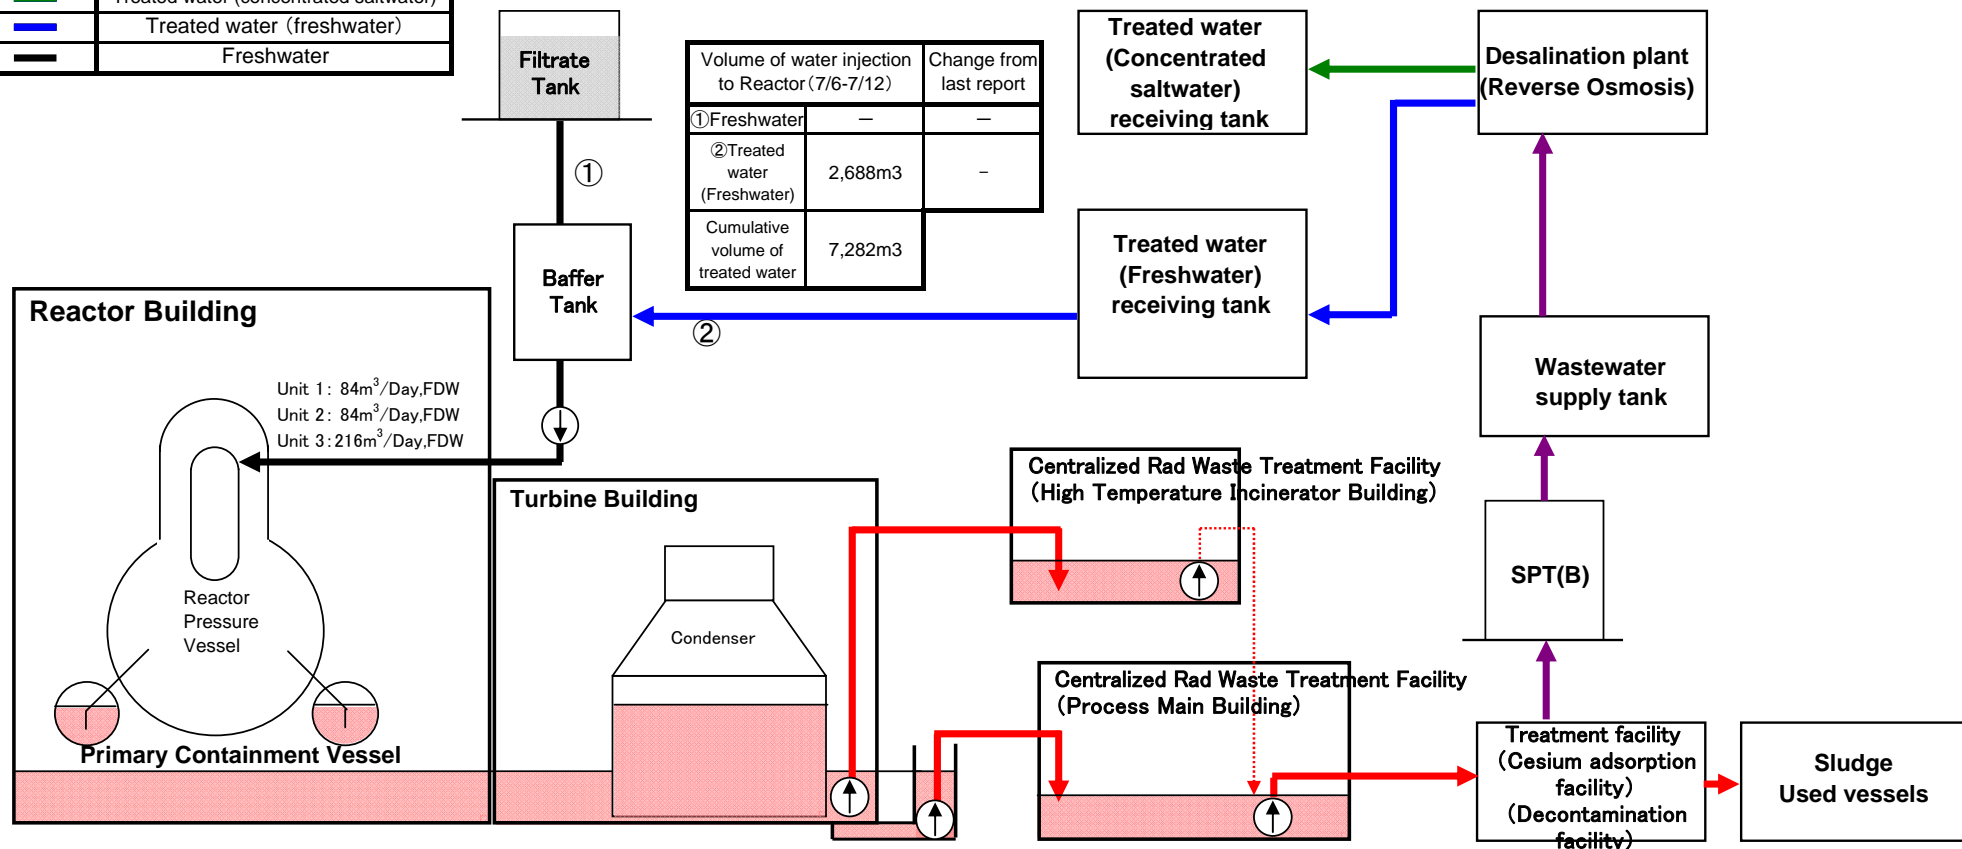 Treated water (concentrated saltwater)
Treated water (freshwater)
Freshwater
Filtrate
Tank
①
Volume of water injection
to Reactor(7/6-7/12)
Change from
last report
①Freshwater
－
－
②Treated
water
(Freshwater)
2,688m3
-
Cumulative
volume of
treated water
7,282m3
Treated water
(Concentrated
saltwater)
receiving tank
Desalination plant
(Reverse Osmosis)
Baffer
Tank
②
Treated water
(Freshwater)
receiving tank
Wastewater
supply tank
Reactor Building
Unit 1: 84m³/Day,FDW
Unit 2: 84m³/Day,FDW
Unit 3:216m³/Day,FDW
Reactor
Pressure
Vessel
Primary Containment Vessel
Turbine Building
Condenser
Centralized Rad Waste Treatment Facility
(High Temperature Incinerator Building)
SPT(B)
Centralized Rad Waste Treatment Facility
(Process Main Building)
Treatment facility
(Cesium adsorption
facility)
(Decontamination
facility)
Sludge
Used vessels